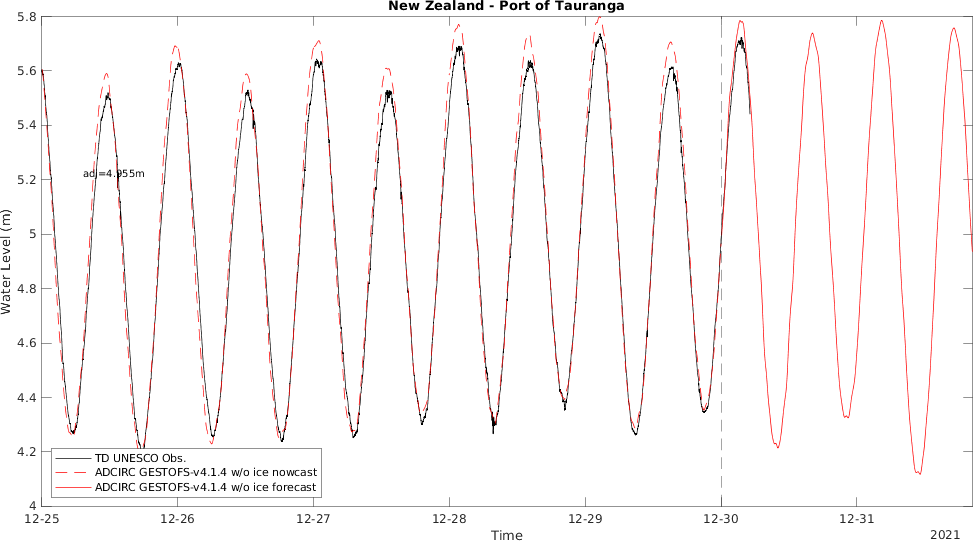 New Zealand - Port of Tauranga
5.8
5.6
5.4
5.2
5
4.8
4.6
4.4
4.2
4
Water Level (m)
adj=4.955m
TD UNESCO Obs.
ADCIRC GESTOFS-v4.1.4 w/o ice nowcast
ADCIRC GESTOFS-v4.1.4 w/o ice forecast
12-25 12-26 12-27 12-28 12-29 12-30 12-31
Time
2021